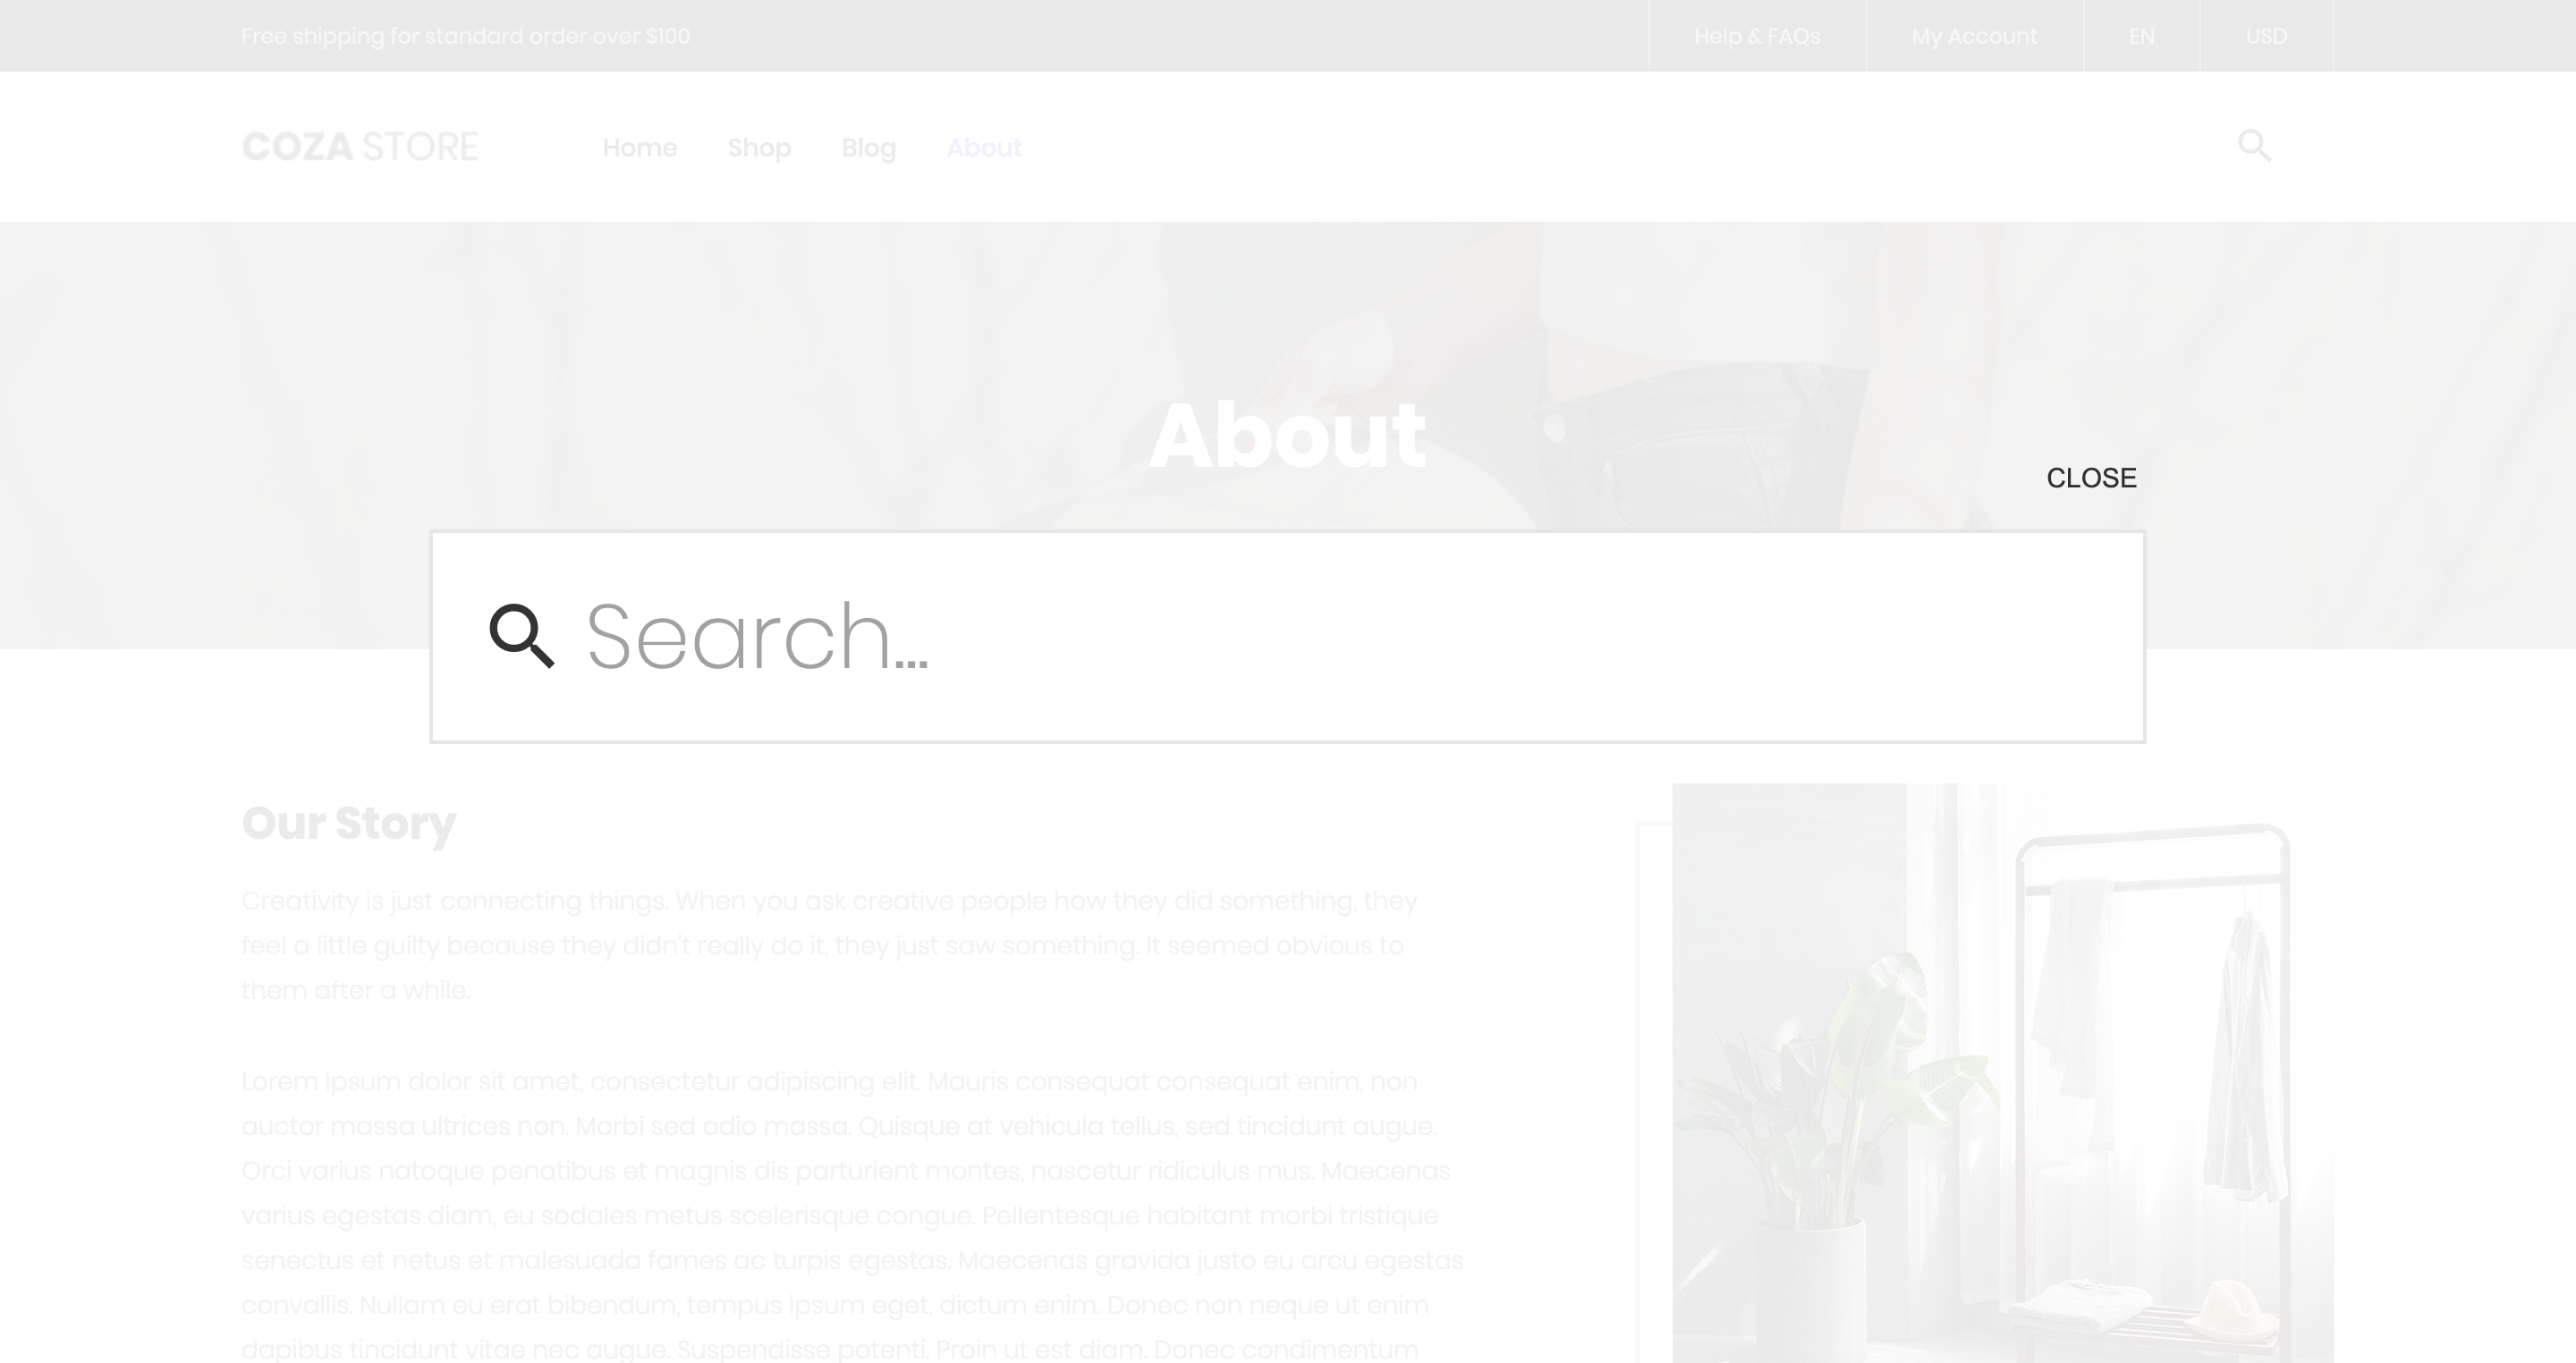 Free shipping for standard order over $100
Help & FAQs
My Account
EN
USD
COZA STORE
Home
Shop
Blog
About
About
CLOSE
Search...
Our Story
Creativity is just connecting things. When you ask creative people how they did something, they
feel a little guilty because they didn't really do it, they just saw something. It seemed obvious to
them after a while.
Lorem ipsum dolor sit amet, consectetur adipiscing elit. Mauris consequat consequat enim, non
auctor massa ultrices non. Morbi sed odio massa. Quisque at vehicula tellus, sed tincidunt augue.
Orci varius natoque penatibus et magnis dis parturient montes, nascetur ridiculus mus. Maecenas
varius egestas diam, eu sodales metus scelerisque congue. Pellentesque habitant morbi tristique
senectus et netus et malesuada fames ac turpis egestas. Maecenas gravida justo eu arcu egestas
convallis. Nullam eu erat bibendum, tempus ipsum eget, dictum enim. Donec non neque ut enim
dapibus tincidunt vitae nec augue. Suspendisse potenti. Proin ut est diam. Donec condimentum